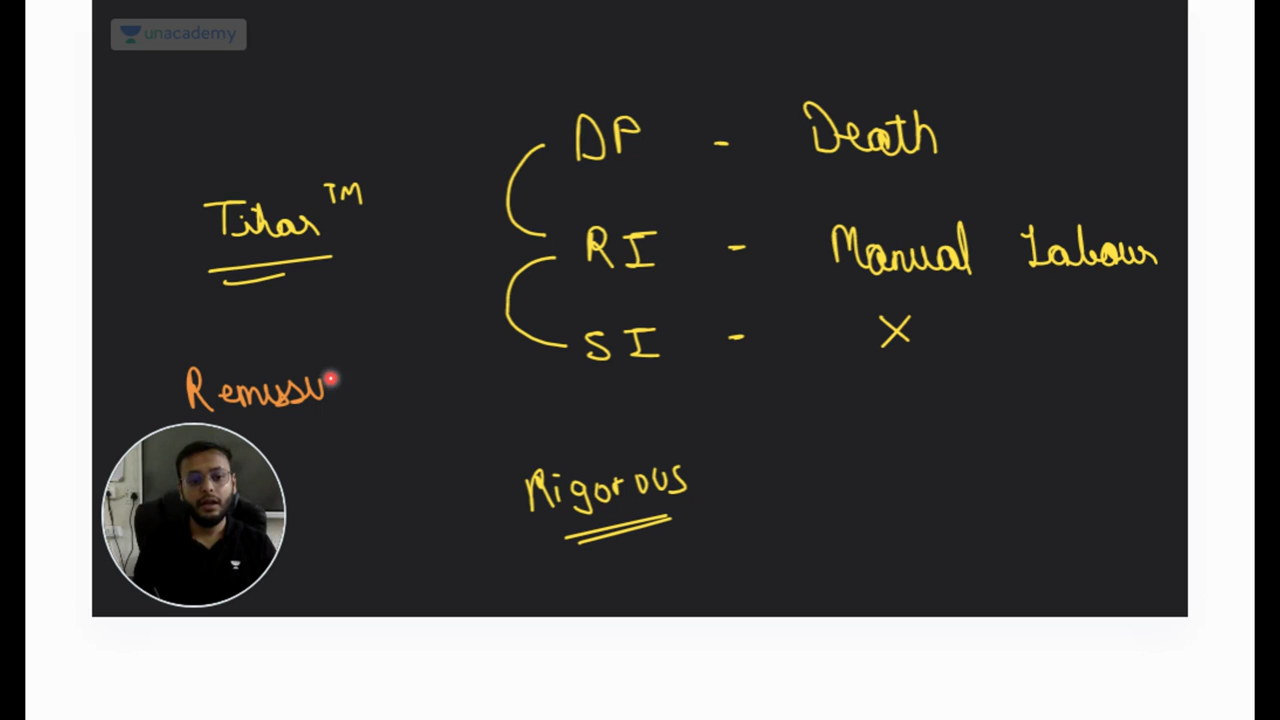 unacademy
DP - Death
Tihar TM
RI - Manual Labour
SI - X
Remissi
Rigorous